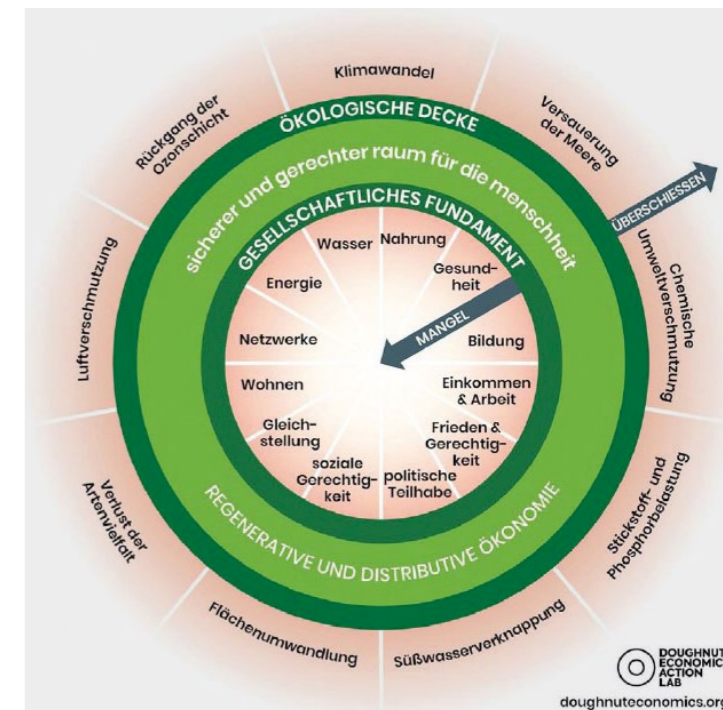 Klimawandel
Versauerung
der Meere
ÜBERSCHIESSEN
Chemische
Umweltverschmutzung
Stickstoff- und
Phosphorbelastung
Süßwasserverknappung
Flächenumwandlung
Verlust der
Artenvielfalt
Luftverschmutzung
Rückgang der
Ozonschicht
ÖKOLOGISCHE DECKE
sicherer und gerechter raum für die menschheit
GESELLSCHAFTLICHES FUNDAMENT
Wasser
Nahrung
Gesund-
heit
MANGEL
Bildung
Einkommen
& Arbeit
Frieden &
Gerechtig-
keit
politische
Teilhabe
soziale
Gerechtig-
keit
Gleich-
stellung
Wohnen
Netzwerke
Energie
REGENERATIVE UND DISTRIBUTIVE ÖKONOMIE
DOUGHNUT
ECONOMIC
ACTION
LAB
doughnuteconomics.org